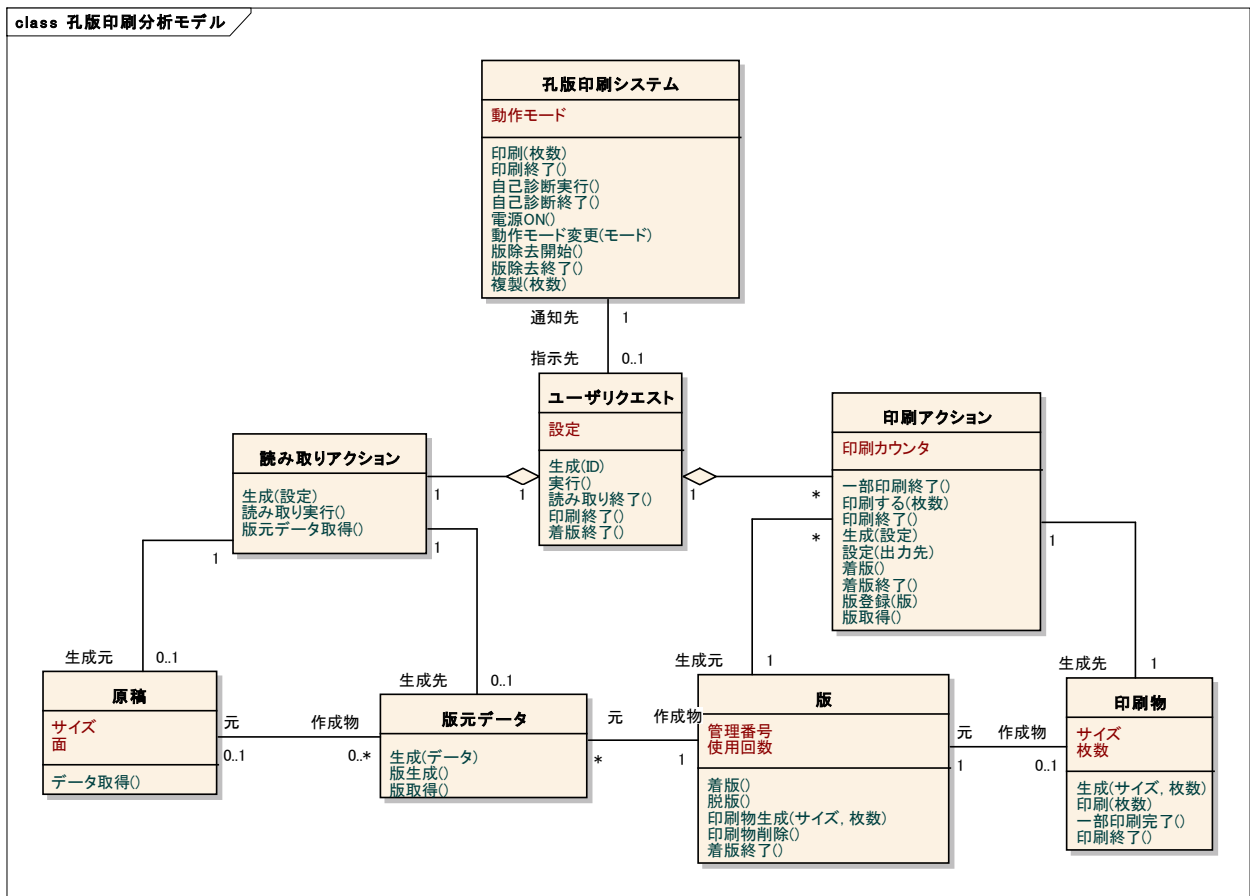 class 孔版印刷分析モデル
孔版印刷システム
動作モード
印刷(枚数)
印刷終了()
自己診断実行()
自己診断終了()
電源ON()
動作モード変更(モード)
版除去開始()
版除去終了()
複製(枚数)
通知先
1
指示先
0..1
ユーザリクエスト
設定
生成(ID)
実行()
読み取り終了()
印刷終了()
着版終了()
印刷アクション
印刷カウンタ
一部印刷終了()
印刷する(枚数)
印刷終了()
生成(設定)
設定(出力先)
着版()
着版終了()
版登録(版)
版取得()
読み取りアクション
生成(設定)
読み取り実行()
版元データ取得()
1
1
1
*
1
1
*
1
生成元
0..1
生成先
0..1
生成元
1
生成先
1
原稿
サイズ
面
データ取得()
元
作成物
0..1
0..*
版元データ
生成(データ)
版生成()
版取得()
元
作成物
*
1
版
管理番号
使用回数
着版()
脱版()
印刷物生成(サイズ, 枚数)
印刷物削除()
着版終了()
元
作成物
1
0..1
印刷物
サイズ
枚数
生成(サイズ, 枚数)
印刷(枚数)
一部印刷完了()
印刷終了()